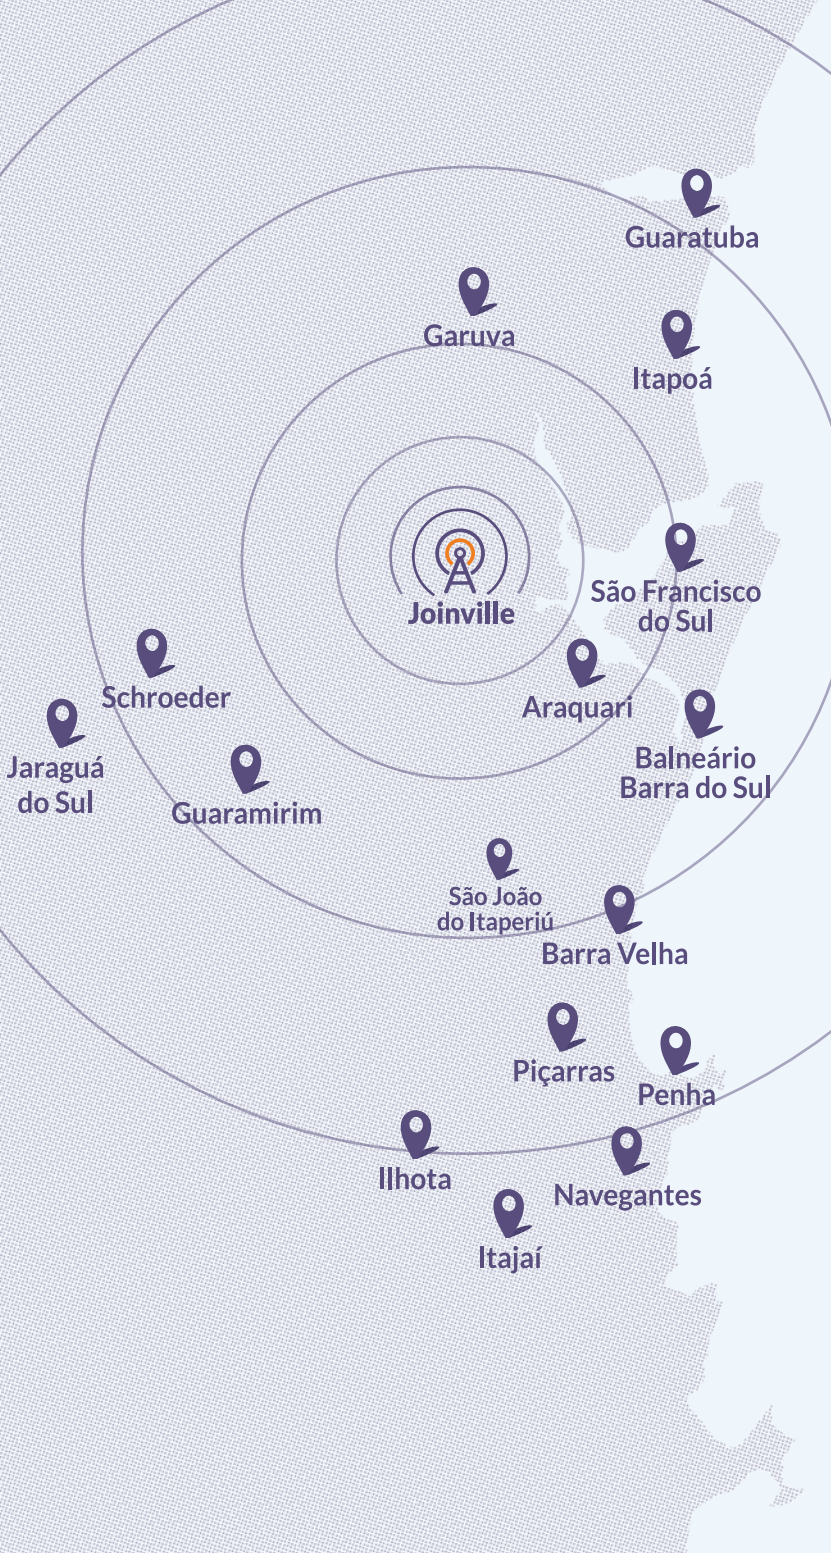 Guaratuba
Garuva
Itapoá
São Francisco
do Sul
Joinville
Araquari
Schroeder
Balneário
Barra do Sul
Jaraguá
do Sul
Guaramirim
São João
do Itaperiú
Barra Velha
Piçarras
Penha
Ilhota
Navegantes
Itajaí